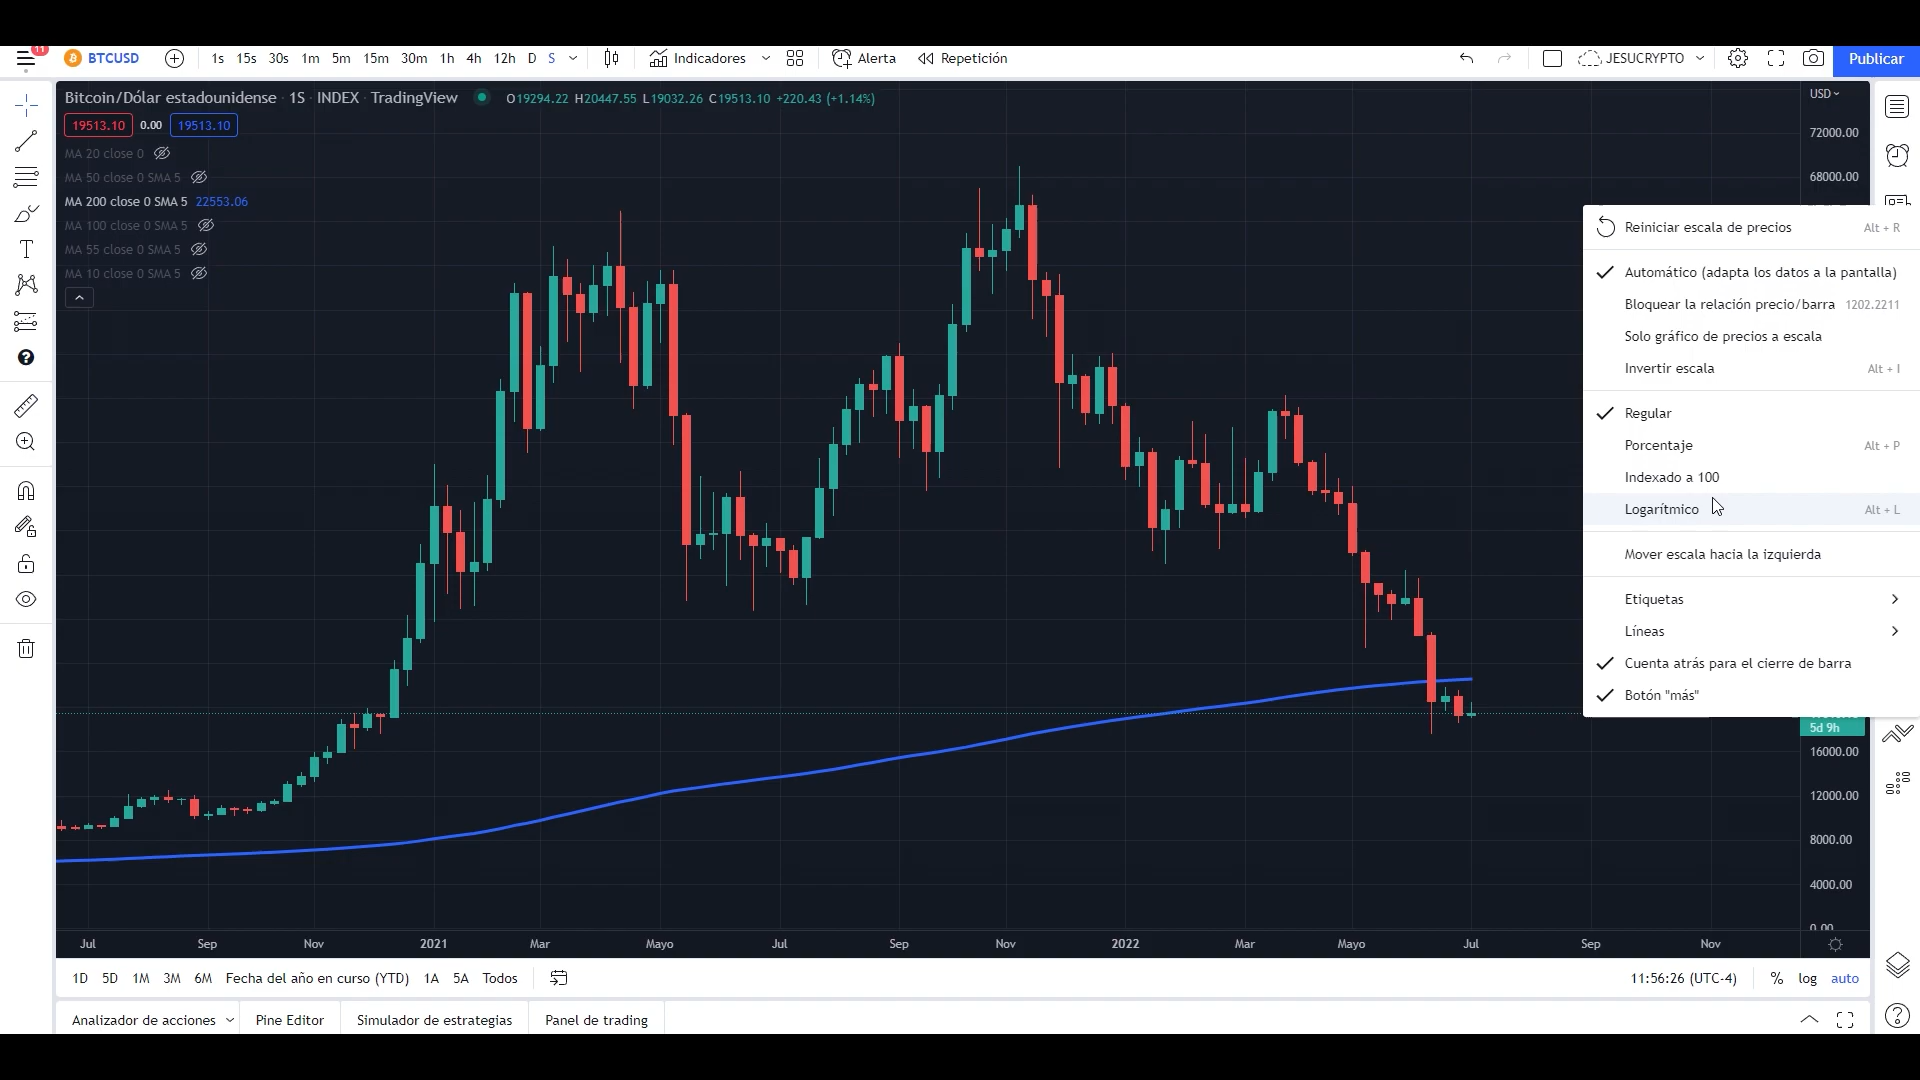 11
BTCUSD
1s 15s 30s 1m 5m 15m 30m 1h 4h 12h D S
Indicadores
Alerta
Repetición
JESUCRYPTO
Publicar
Bitcoin/Dólar estadounidense · 1S · INDEX · TradingView
O19294.22 H20447.55 L19032.26 C19513.10 +220.43 (+1.14%)
USD
19513.10 0.00 19513.10
MA 20 close 0
MA 50 close 0 SMA 5
MA 200 close 0 SMA 5 22553.06
MA 100 close 0 SMA 5
MA 55 close 0 SMA 5
MA 10 close 0 SMA 5
72000.00
68000.00
Reiniciar escala de precios Alt + R
Automático (adapta los datos a la pantalla)
Bloquear la relación precio/barra 1202.2211
Solo gráfico de precios a escala
Invertir escala Alt + I
Regular
Porcentaje Alt + P
Indexado a 100
Logarítmico Alt + L
Mover escala hacia la izquierda
Etiquetas
Líneas
Cuenta atrás para el cierre de barra
Botón "más"
5d 9h
16000.00
12000.00
8000.00
4000.00
0.00
Jul Sep Nov 2021 Mar Mayo Jul Sep Nov 2022 Mar Mayo Jul Sep Nov
1D 5D 1M 3M 6M Fecha del año en curso (YTD) 1A 5A Todos
11:56:26 (UTC-4) % log auto
Analizador de acciones Pine Editor Simulador de estrategias Panel de trading